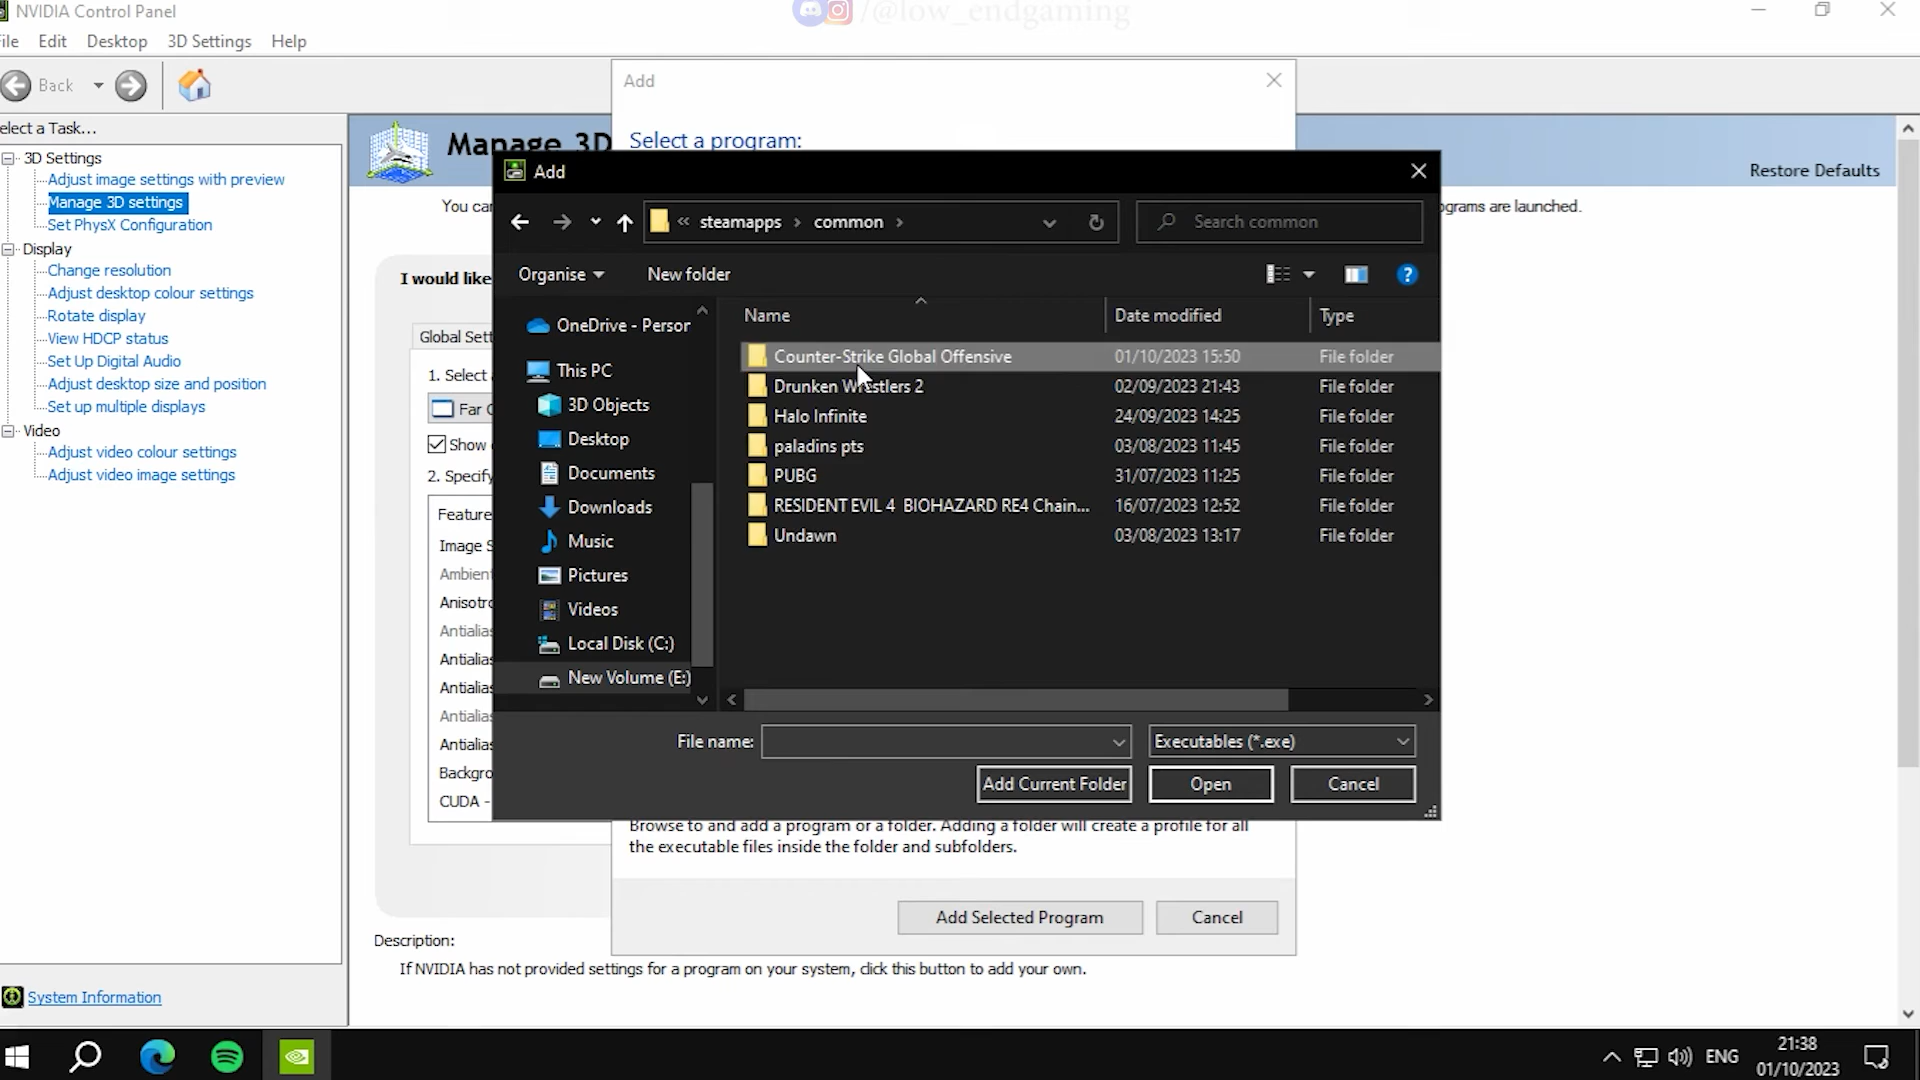 NVIDIA Control Panel
/@low_endgaming
File Edit Desktop 3D Settings Help
Back
Select a Task...
3D Settings
Adjust image settings with preview
Manage 3D settings
Set PhysX Configuration
Display
Change resolution
Adjust desktop colour settings
Rotate display
View HDCP status
Set Up Digital Audio
Adjust desktop size and position
Set up multiple displays
Video
Adjust video colour settings
Adjust video image settings
System Information
Manage 3D
Restore Defaults
You can
ograms are launched.
I would like
Global Sett
1. Select
Far C
Show
2. Specify
Feature
Image S
Ambient
Anisotro
Antialias
Antialias
Antialias
Antialias
Antialias
Backgro
CUDA -
Description:
If NVIDIA has not provided settings for a program on your system, click this button to add your own.
Add
Select a program:
Add
« steamapps › common ›
Search common
Organise New folder
OneDrive - Person
This PC
3D Objects
Desktop
Documents
Downloads
Music
Pictures
Videos
Local Disk (C:)
New Volume (E:)
Name Date modified Type
Counter-Strike Global Offensive 01/10/2023 15:50 File folder
Drunken Wrestlers 2 02/09/2023 21:43 File folder
Halo Infinite 24/09/2023 14:25 File folder
paladins pts 03/08/2023 11:45 File folder
PUBG 31/07/2023 11:25 File folder
RESIDENT EVIL 4 BIOHAZARD RE4 Chain... 16/07/2023 12:52 File folder
Undawn 03/08/2023 13:17 File folder
File name: Executables (*.exe)
Add Current Folder Open Cancel
Browse to and add a program or a folder. Adding a folder will create a profile for all
the executable files inside the folder and subfolders.
Add Selected Program Cancel
ENG
21:38
01/10/2023